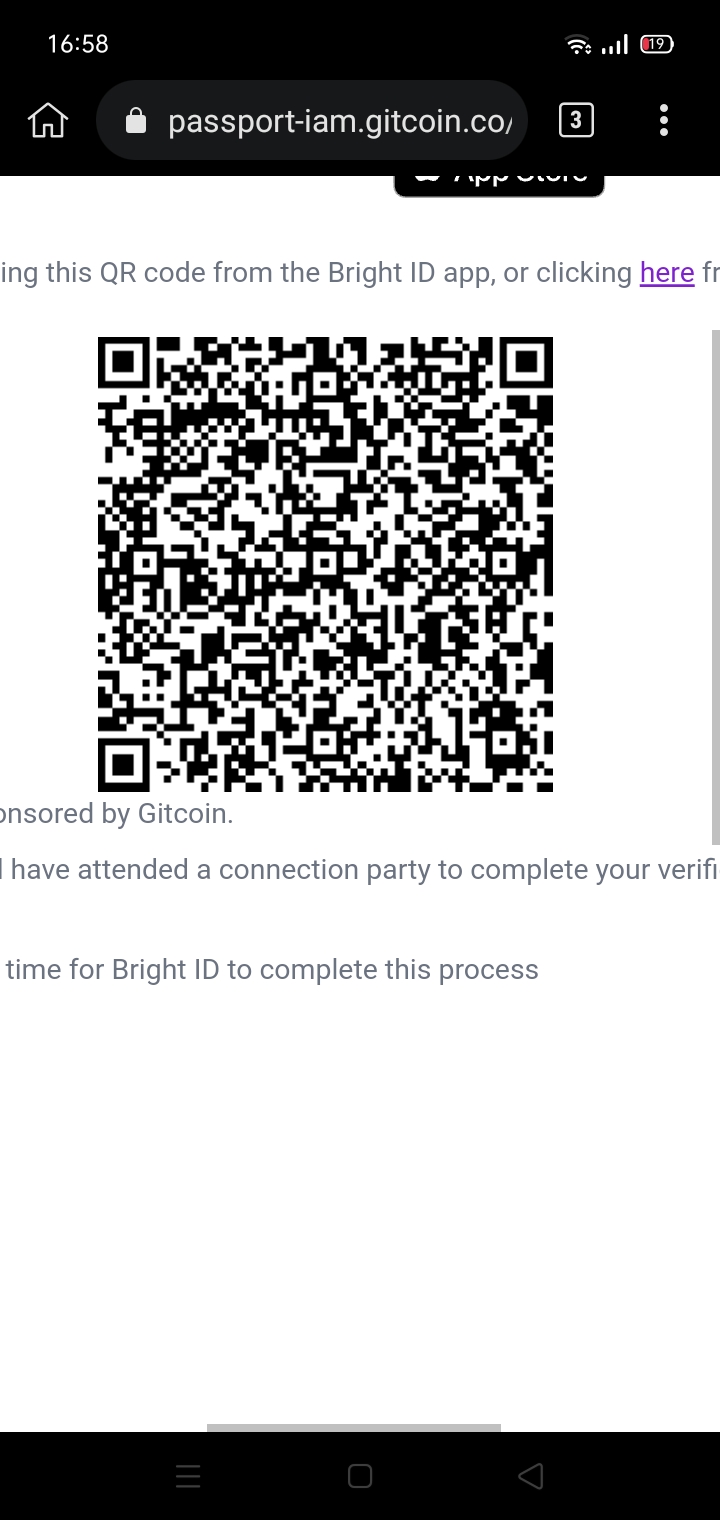 16:58
19
passport-iam.gitcoin.co/
3
App Store
ing this QR code from the Bright ID app, or clicking here fr
onsored by Gitcoin.
have attended a connection party to complete your verifi
time for Bright ID to complete this process